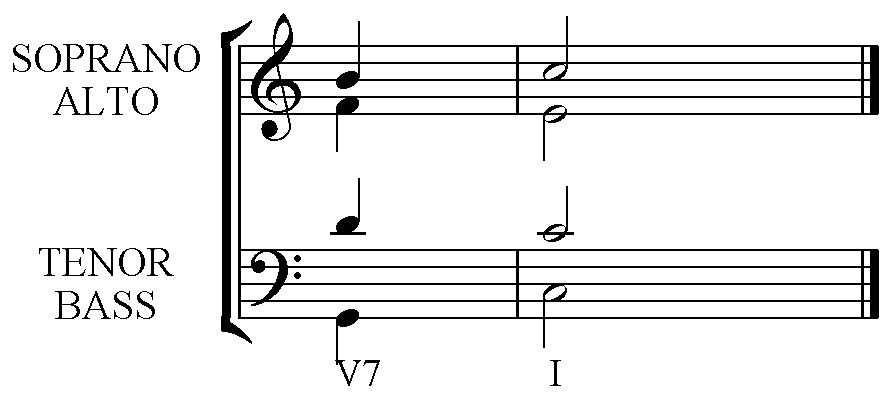 SOPRANO
ALTO
TENOR
BASS
V7 I